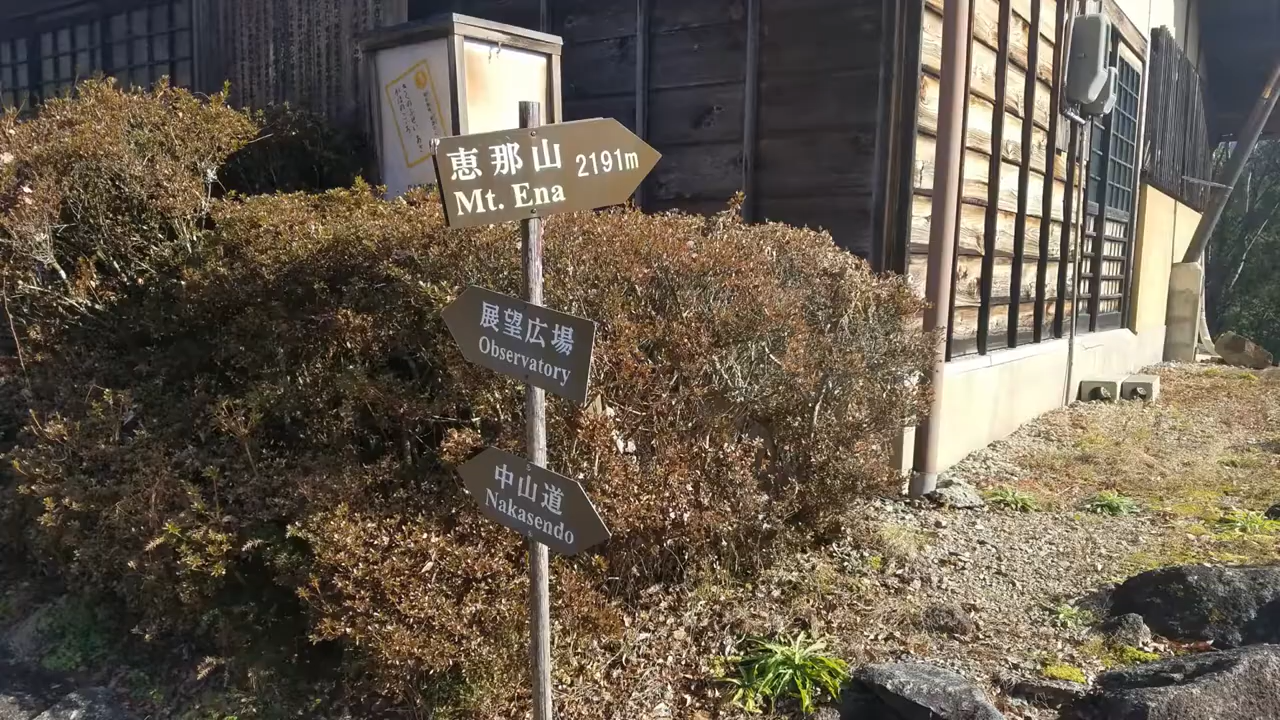 恵那山 2191m
Mt. Ena
展望広場
Observatory
中山道
Nakasendo